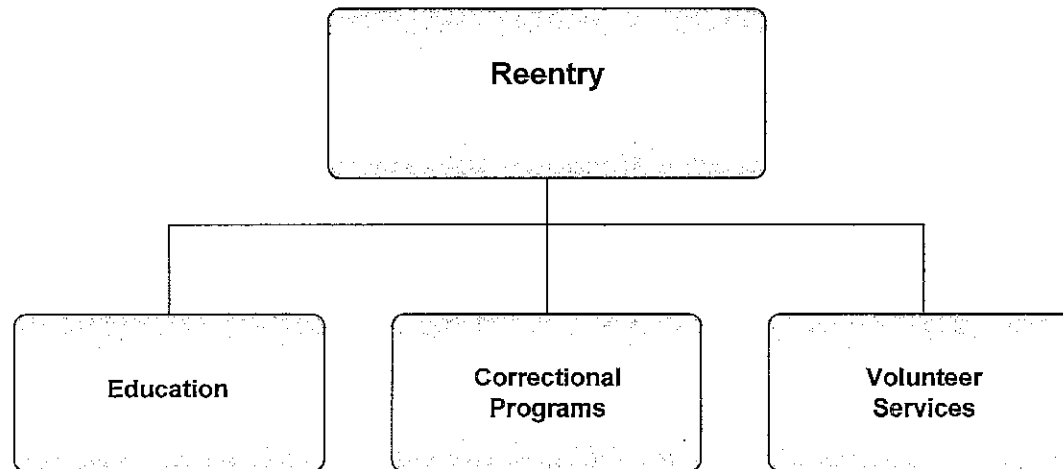 Reentry
Education
Correctional
Programs
Volunteer
Services